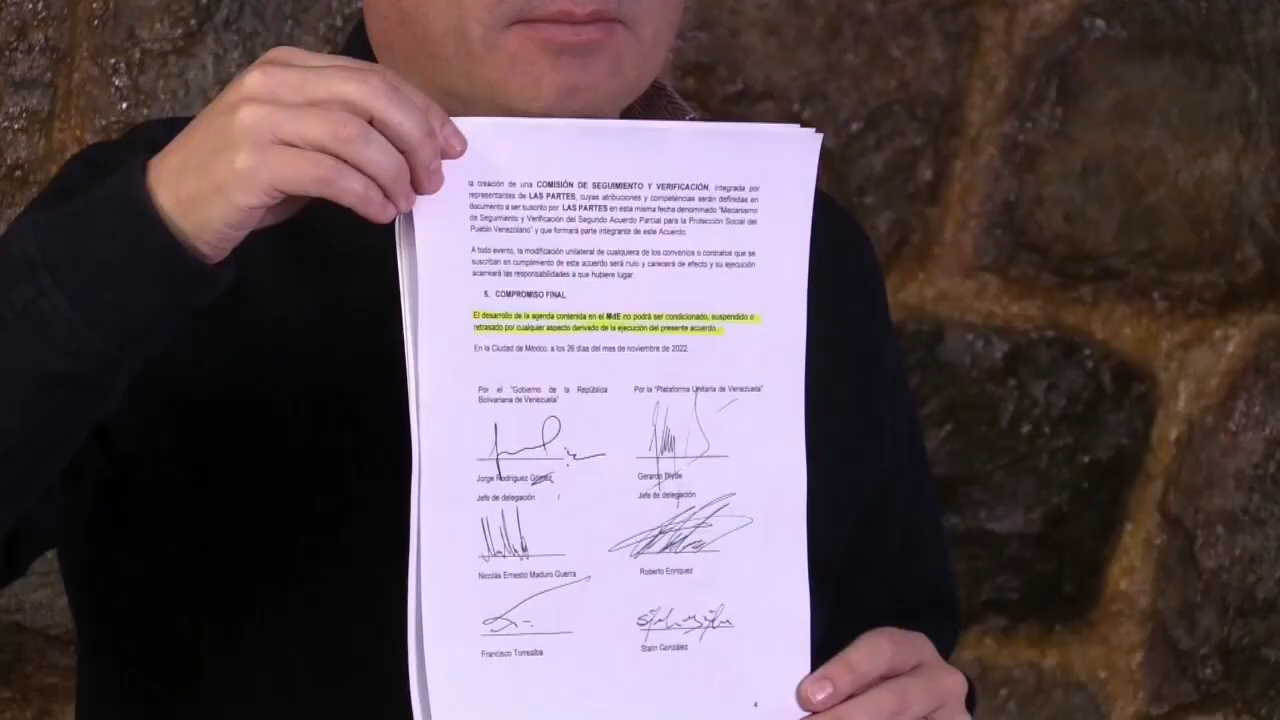 la creación de una COMISIÓN DE SEGUIMIENTO Y VERIFICACIÓN, integrada por
representantes de LAS PARTES, cuyas atribuciones y competencias serán definidas en
documento a ser suscrito por LAS PARTES en esta misma fecha denominado "Mecanismo
de Seguimiento y Verificación del Segundo Acuerdo Parcial para la Protección Social del
Pueblo Venezolano" y que formará parte integrante de este Acuerdo.
A todo evento, la modificación unilateral de cualquiera de los convenios o contratos que se
suscriban en cumplimiento de este acuerdo será nulo y carecerá de efecto y su ejecución
acarreará las responsabilidades a que hubiere lugar.
5. COMPROMISO FINAL
El desarrollo de la agenda contenida en el MdE no podrá ser condicionado, suspendido o
retrasado por cualquier aspecto derivado de la ejecución del presente acuerdo.
En la Ciudad de México, a los 26 días del mes de noviembre de 2022.
Por el "Gobierno de la República
Bolivariana de Venezuela"
Por la "Plataforma Unitaria de Venezuela"
Jorge Rodríguez Gómez
Jefe de delegación
Gerardo Blyde
Jefe de delegación
Nicolás Ernesto Maduro Guerra
Roberto Enríquez
Francisco Torrealba
Stalin González
4